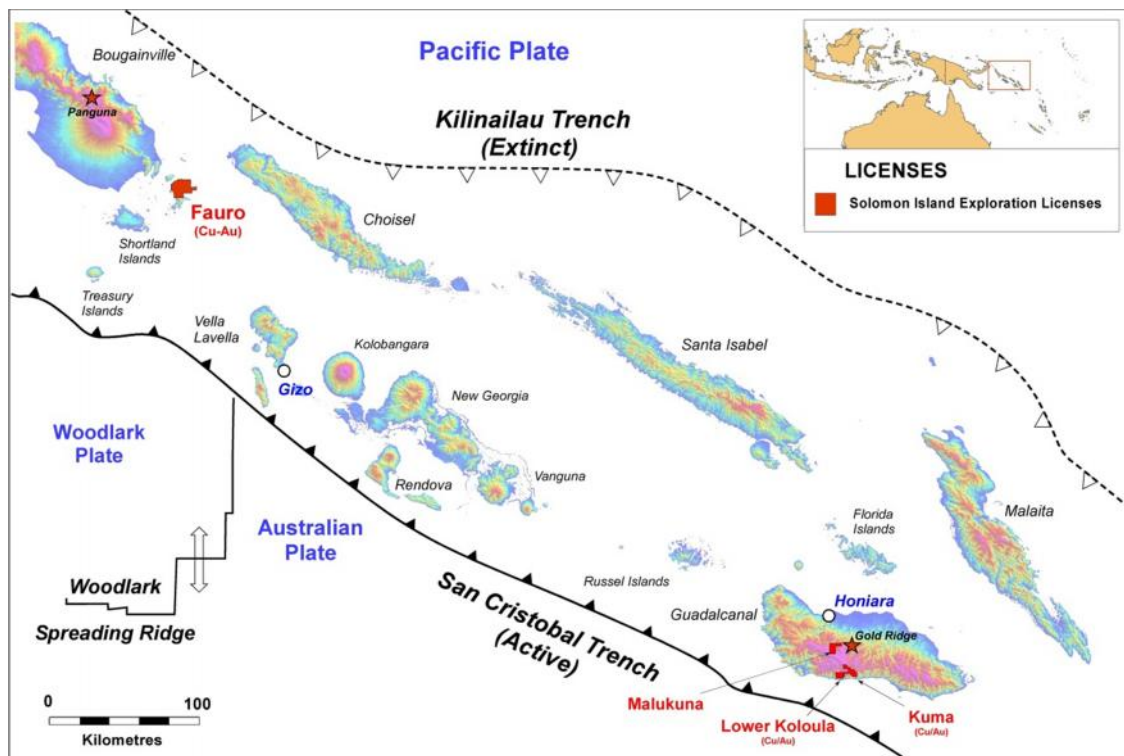 Bougainville
Panguna
Pacific Plate
Kilinailau Trench
(Extinct)
LICENSES
Solomon Island Exploration Licenses
Fauro
(Cu-Au)
Shortland
Islands
Choisel
Treasury
Islands
Vella
Lavella
Gizo
Kolobangara
New Georgia
Santa Isabel
Woodlark
Plate
Rendova
Vanguna
Australian
Plate
Malaita
Florida
Islands
Russel Islands
Woodlark
Spreading Ridge
San Cristobal Trench
(Active)
Guadalcanal
Honiara
Gold Ridge
Malukuna
Lower Koloula
(Cu/Au)
Kuma
(Cu/Au)
0 100
Kilometres